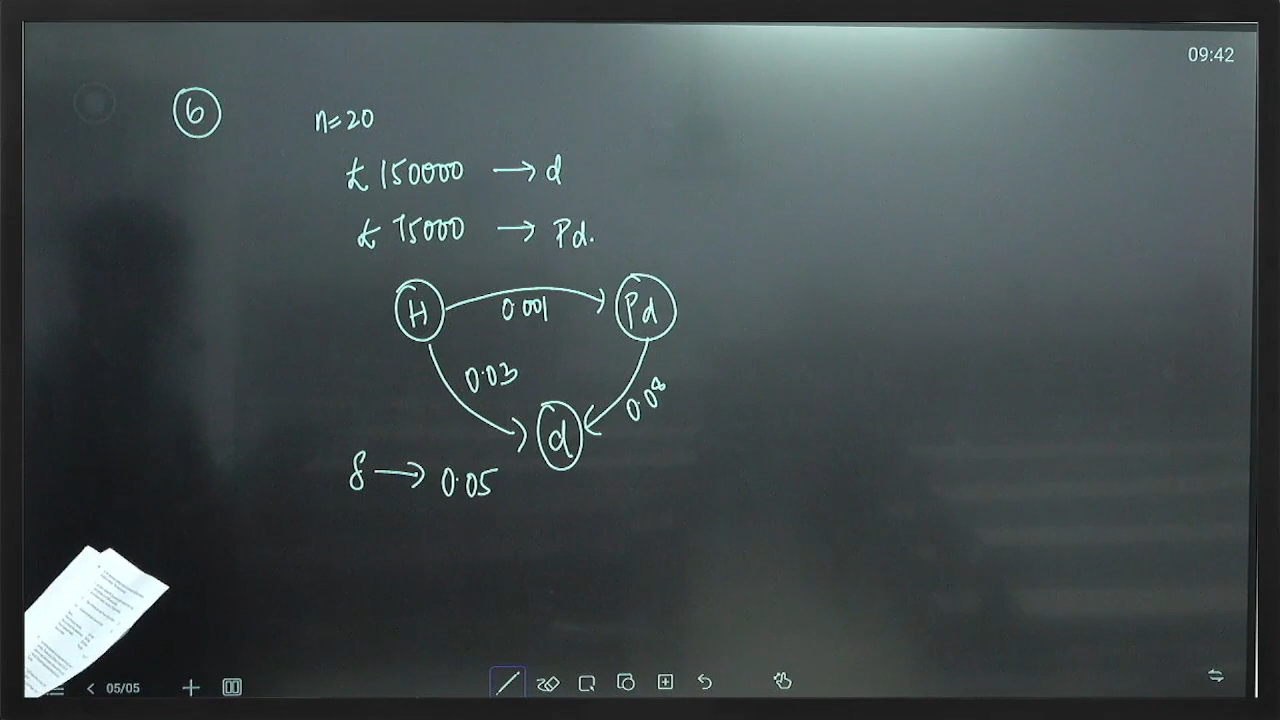 09:42
6
n=20
£ 150000 → d
£ 75000 → Pd.
H 0.001 Pd
0.03 0.08
d
δ → 0.05
05/05